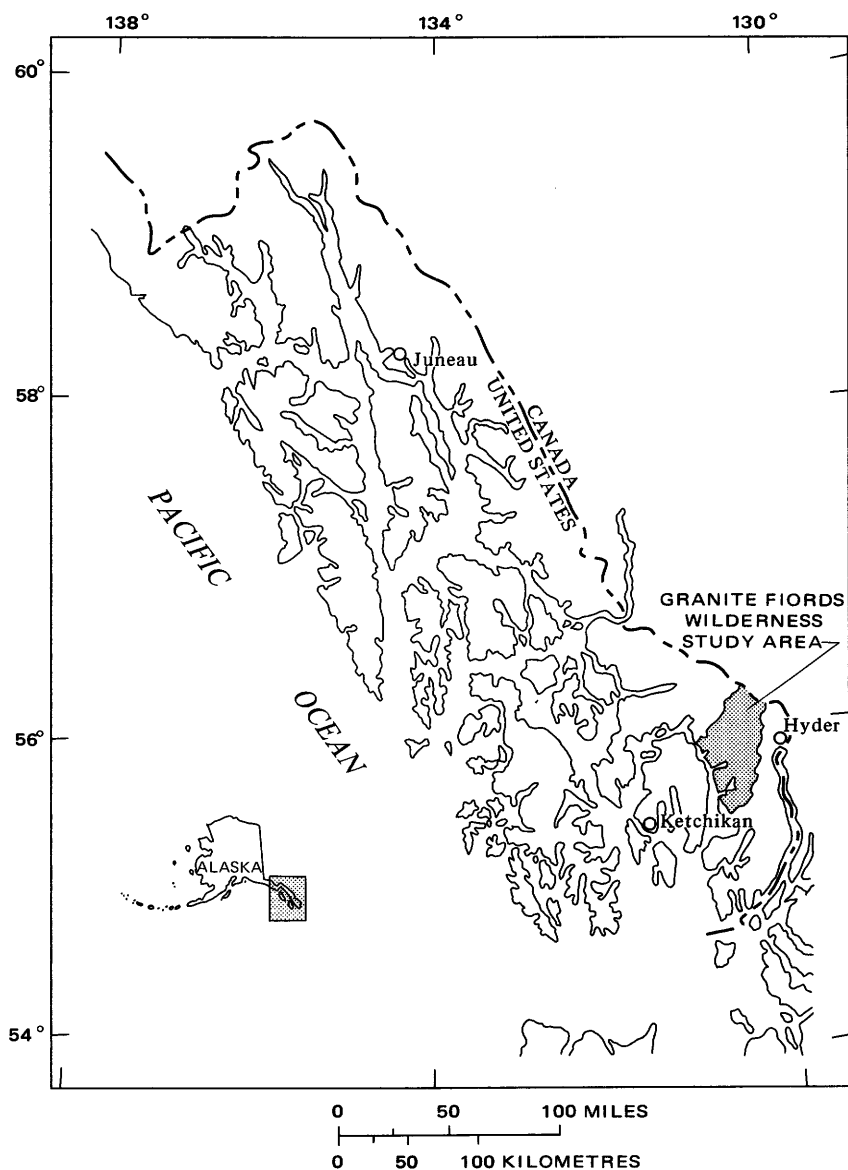 138° 134° 130°
60°
Juneau
58°
CANADA
UNITED STATES
PACIFIC
OCEAN
GRANITE FIORDS
WILDERNESS
STUDY AREA
Hyder
56°
Ketchikan
ALASKA
54°
0 50 100 MILES
0 50 100 KILOMETRES